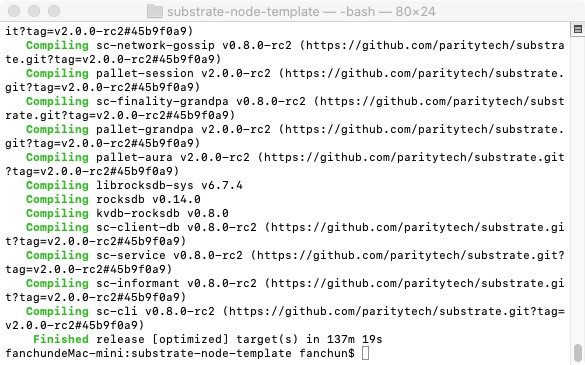 substrate-node-template — -bash — 80×24
it?tag=v2.0.0-rc2#45b9f0a9)
Compiling sc-network-gossip v0.8.0-rc2 (https://github.com/paritytech/substra
te.git?tag=v2.0.0-rc2#45b9f0a9)
Compiling pallet-session v2.0.0-rc2 (https://github.com/paritytech/substrate.
git?tag=v2.0.0-rc2#45b9f0a9)
Compiling sc-finality-grandpa v0.8.0-rc2 (https://github.com/paritytech/subst
rate.git?tag=v2.0.0-rc2#45b9f0a9)
Compiling pallet-grandpa v2.0.0-rc2 (https://github.com/paritytech/substrate.
git?tag=v2.0.0-rc2#45b9f0a9)
Compiling pallet-aura v2.0.0-rc2 (https://github.com/paritytech/substrate.git
?tag=v2.0.0-rc2#45b9f0a9)
Compiling librocksdb-sys v6.7.4
Compiling rocksdb v0.14.0
Compiling kvdb-rocksdb v0.8.0
Compiling sc-client-db v0.8.0-rc2 (https://github.com/paritytech/substrate.gi
t?tag=v2.0.0-rc2#45b9f0a9)
Compiling sc-service v0.8.0-rc2 (https://github.com/paritytech/substrate.git?
tag=v2.0.0-rc2#45b9f0a9)
Compiling sc-informant v0.8.0-rc2 (https://github.com/paritytech/substrate.gi
t?tag=v2.0.0-rc2#45b9f0a9)
Compiling sc-cli v0.8.0-rc2 (https://github.com/paritytech/substrate.git?tag=
v2.0.0-rc2#45b9f0a9)
Finished release [optimized] target(s) in 137m 19s
fanchundeMac-mini:substrate-node-template fanchun$